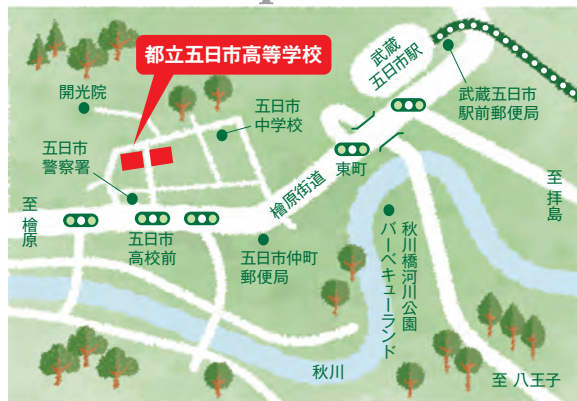 都立五日市高等学校
武蔵
五日市駅
開光院
五日市
中学校
武蔵五日市
駅前郵便局
五日市
警察署
東町
至拝島
檜原街道
至檜原
五日市
高校前
五日市仲町
郵便局
秋川橋河川公園
バーベキューランド
秋川
至 八王子